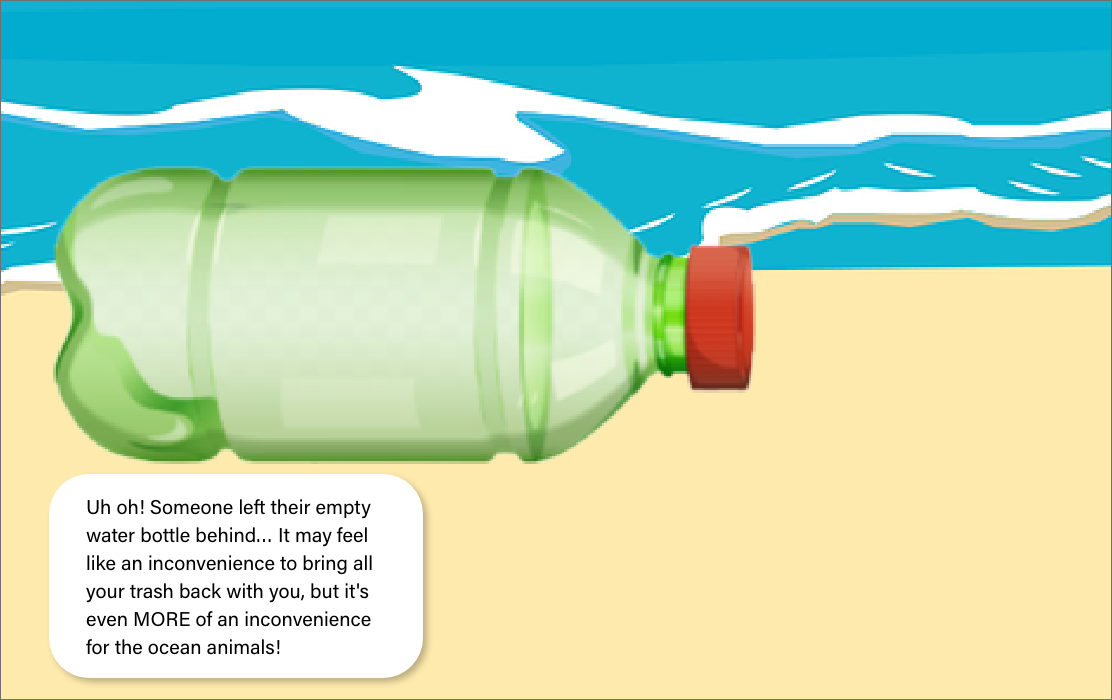 Uh oh! Someone left their empty
water bottle behind... It may feel
like an inconvenience to bring all
your trash back with you, but it's
even MORE of an inconvenience
for the ocean animals!